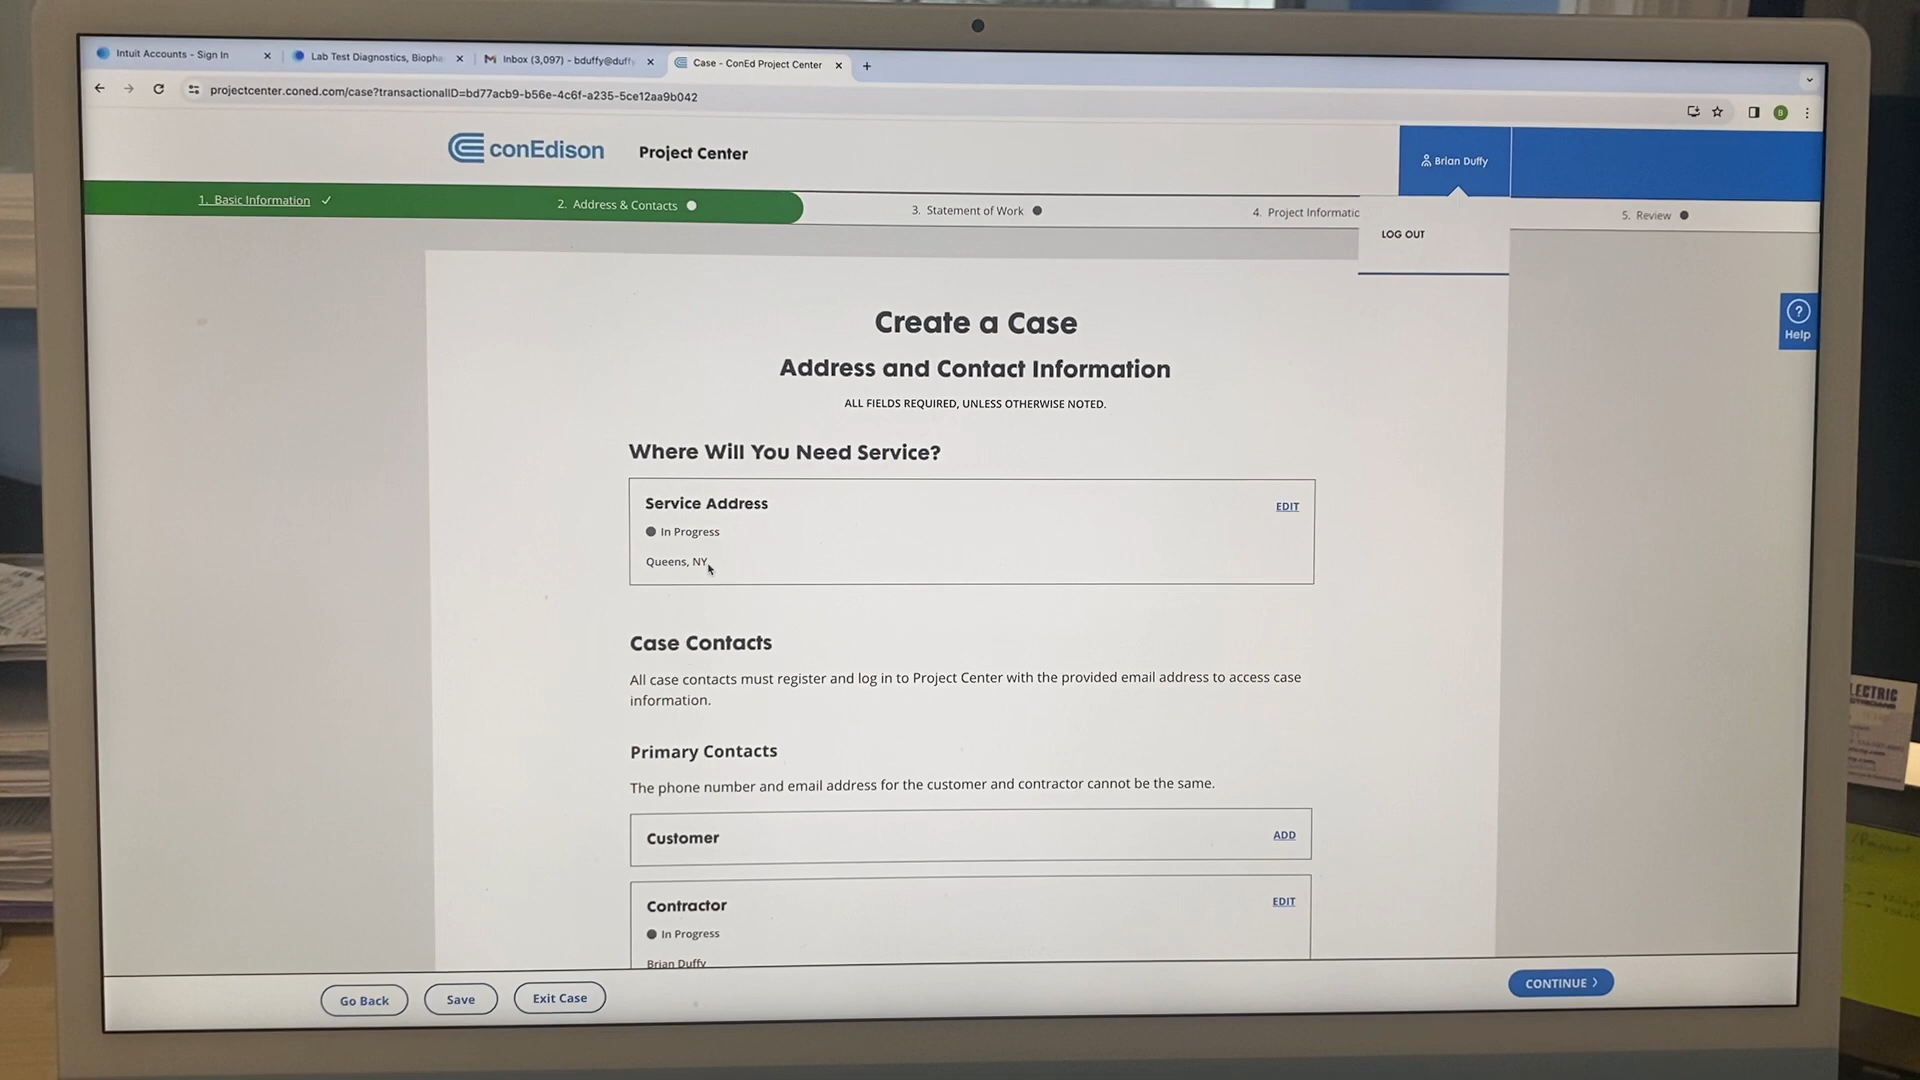 Intuit Accounts - Sign In
Lab Test Diagnostics, Biopha
Inbox (3,097) - bduffy@duffy
Case - ConEd Project Center
projectcenter.coned.com/case?transactionalID=bd77acb9-b56e-4c6f-a235-5ce12aa9b042
B
conEdison
Project Center
Brian Duffy
1. Basic Information
2. Address & Contacts
3. Statement of Work
4. Project Informatic
5. Review
LOG OUT
? Help
Create a Case
Address and Contact Information
ALL FIELDS REQUIRED, UNLESS OTHERWISE NOTED.
Where Will You Need Service?
Service Address
EDIT
In Progress
Queens, NY
Case Contacts
All case contacts must register and log in to Project Center with the provided email address to access case
information.
Primary Contacts
The phone number and email address for the customer and contractor cannot be the same.
Customer
ADD
Contractor
EDIT
In Progress
Brian Duffy
Go Back
Save
Exit Case
CONTINUE
LECTRIC